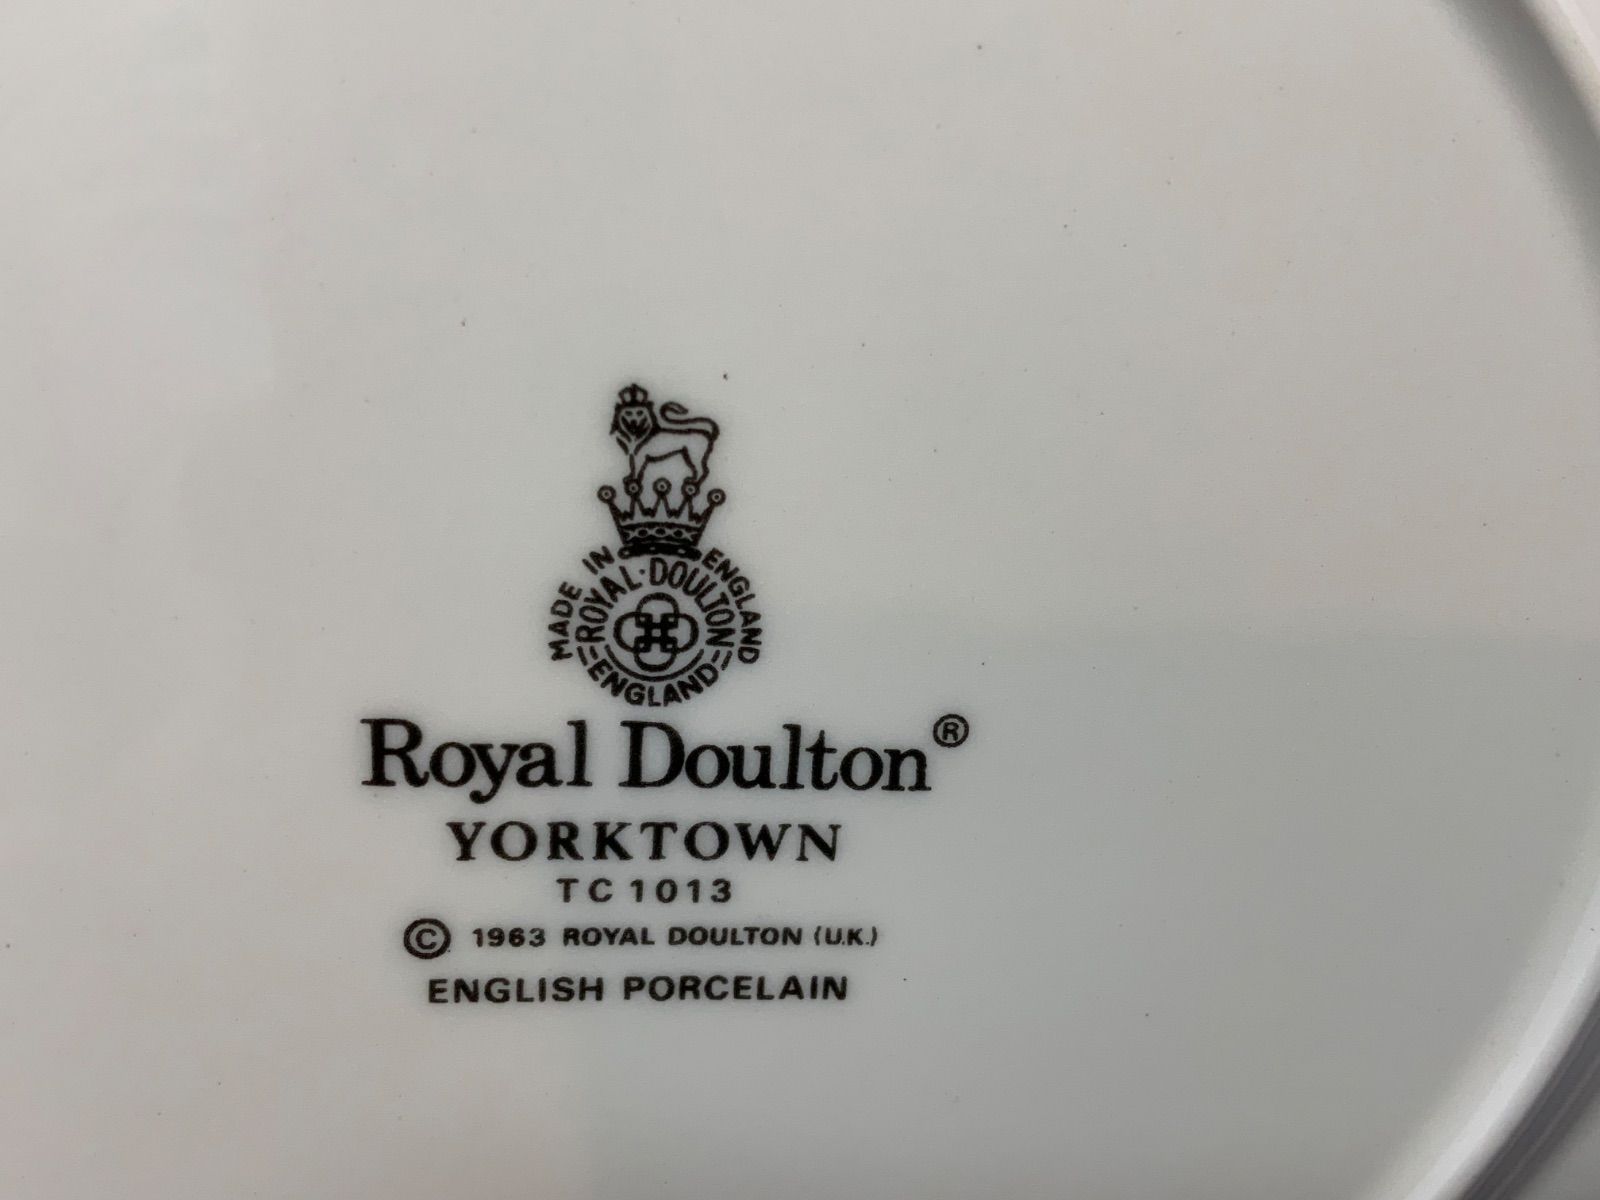 MADE IN ENGLAND
ROYAL·DOULTON
ENGLAND
Royal Doulton®
YORKTOWN
TC 1013
© 1963 ROYAL DOULTON (U.K.)
ENGLISH PORCELAIN